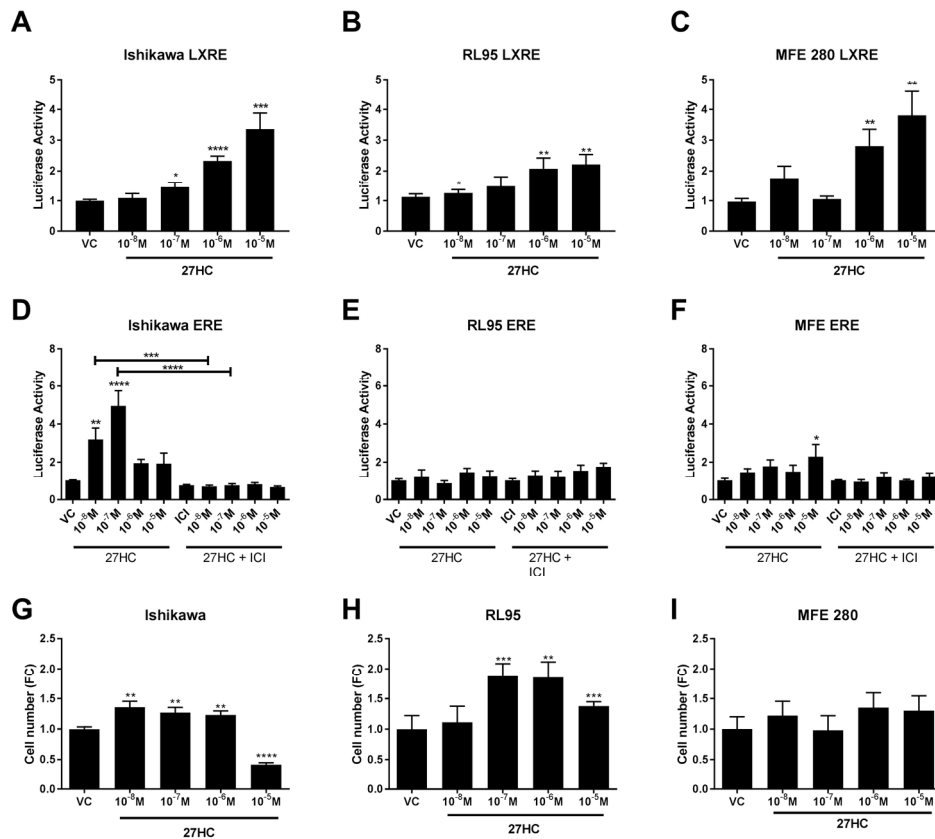 A
Ishikawa LXRE
Luciferase Activity
5
4
3
2
1
0
*
****
***
VC
10⁻⁸M
10⁻⁷M
10⁻⁶M
10⁻⁵M
27HC
B
RL95 LXRE
Luciferase Activity
5
4
3
2
1
0
*
**
**
VC
10⁻⁸M
10⁻⁷M
10⁻⁶M
10⁻⁵M
27HC
C
MFE 280 LXRE
Luciferase Activity
5
4
3
2
1
0
**
**
VC
10⁻⁸M
10⁻⁷M
10⁻⁶M
10⁻⁵M
27HC
D
Ishikawa ERE
Luciferase Activity
8
6
4
2
0
***
****
****
**
VC
10⁻⁸M
10⁻⁷M
10⁻⁶M
10⁻⁵M
ICI
10⁻⁸M
10⁻⁷M
10⁻⁶M
10⁻⁵M
27HC
27HC + ICI
E
RL95 ERE
Luciferase Activity
8
6
4
2
0
VC
10⁻⁸M
10⁻⁷M
10⁻⁶M
10⁻⁵M
ICI
10⁻⁸M
10⁻⁷M
10⁻⁶M
10⁻⁵M
27HC
27HC +
ICI
F
MFE ERE
Luciferase Activity
8
6
4
2
0
*
VC
10⁻⁸M
10⁻⁷M
10⁻⁶M
10⁻⁵M
ICI
10⁻⁸M
10⁻⁷M
10⁻⁶M
10⁻⁵M
27HC
27HC + ICI
G
Ishikawa
Cell number (FC)
2.5
2.0
1.5
1.0
0.5
0.0
**
**
**
****
VC
10⁻⁸M
10⁻⁷M
10⁻⁶M
10⁻⁵M
27HC
H
RL95
Cell number (FC)
2.5
2.0
1.5
1.0
0.5
0.0
***
**
***
VC
10⁻⁸M
10⁻⁷M
10⁻⁶M
10⁻⁵M
27HC
I
MFE 280
Cell number (FC)
2.5
2.0
1.5
1.0
0.5
0.0
VC
10⁻⁸M
10⁻⁷M
10⁻⁶M
10⁻⁵M
27HC